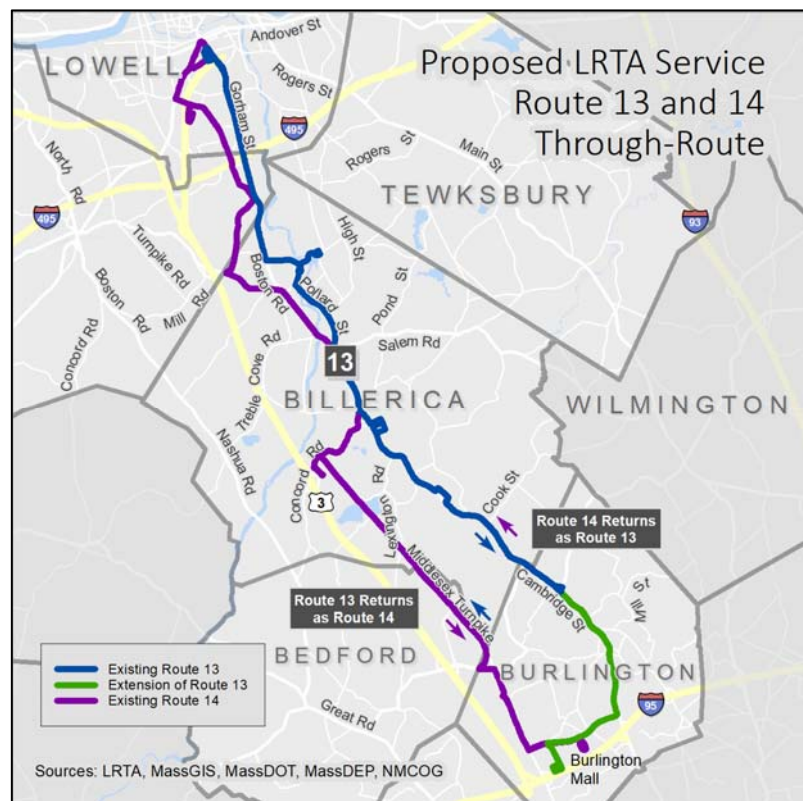 Proposed LRTA Service
Route 13 and 14
Through-Route
Andover St
LOWELL
Rogers St
Gorham St
495
Rogers St
Main St
North Rd
TEWKSBURY
495
93
High St
Turnpike Rd
Boston Rd
Pollard St
Pond St
Boston Rd
Mill Rd
Concord Rd
Salem Rd
Treble Cove Rd
13
BILLERICA
WILMINGTON
Nashua Rd
Concord Rd
Lexington Rd
3
Cook St
Route 14 Returns
as Route 13
Middlesex Turnpike
Cambridge St
Mill St
Route 13 Returns
as Route 14
BEDFORD
BURLINGTON
Existing Route 13
Extension of Route 13
Existing Route 14
95
Great Rd
Burlington
Mall
Sources: LRTA, MassGIS, MassDOT, MassDEP, NMCOG